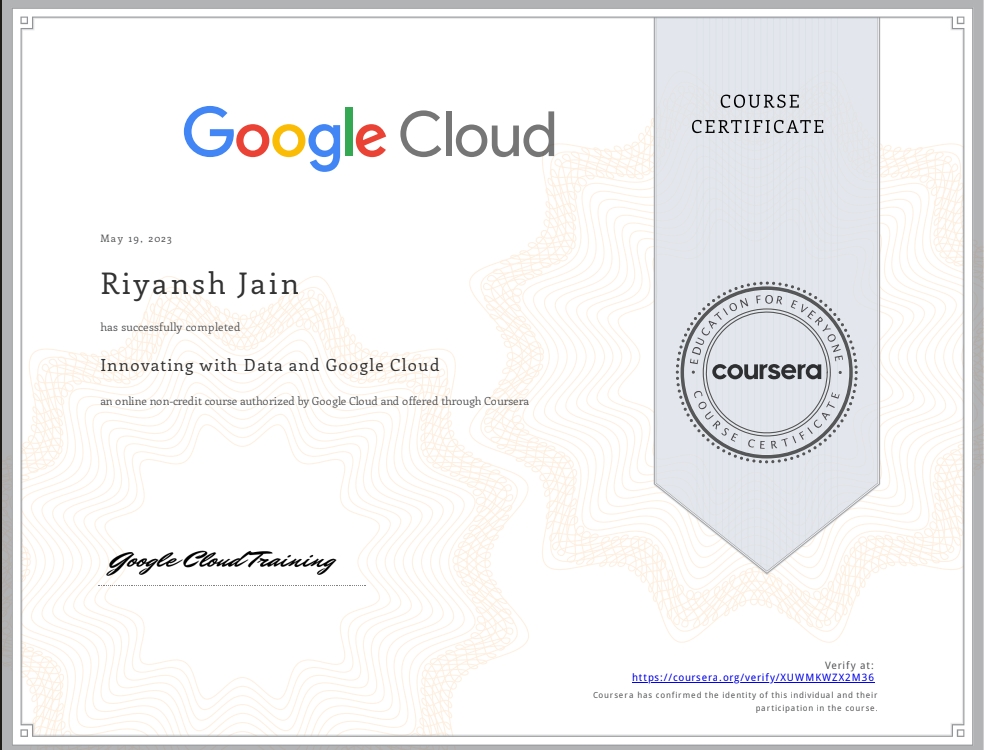 Google Cloud
COURSE
CERTIFICATE
May 19, 2023
Riyansh Jain
has successfully completed
Innovating with Data and Google Cloud
an online non-credit course authorized by Google Cloud and offered through Coursera
EDUCATION FOR EVERYONE
coursera
COURSE CERTIFICATE
Google Cloud Training
Verify at:
https://coursera.org/verify/XUWMKWZX2M36
Coursera has confirmed the identity of this individual and their
participation in the course.